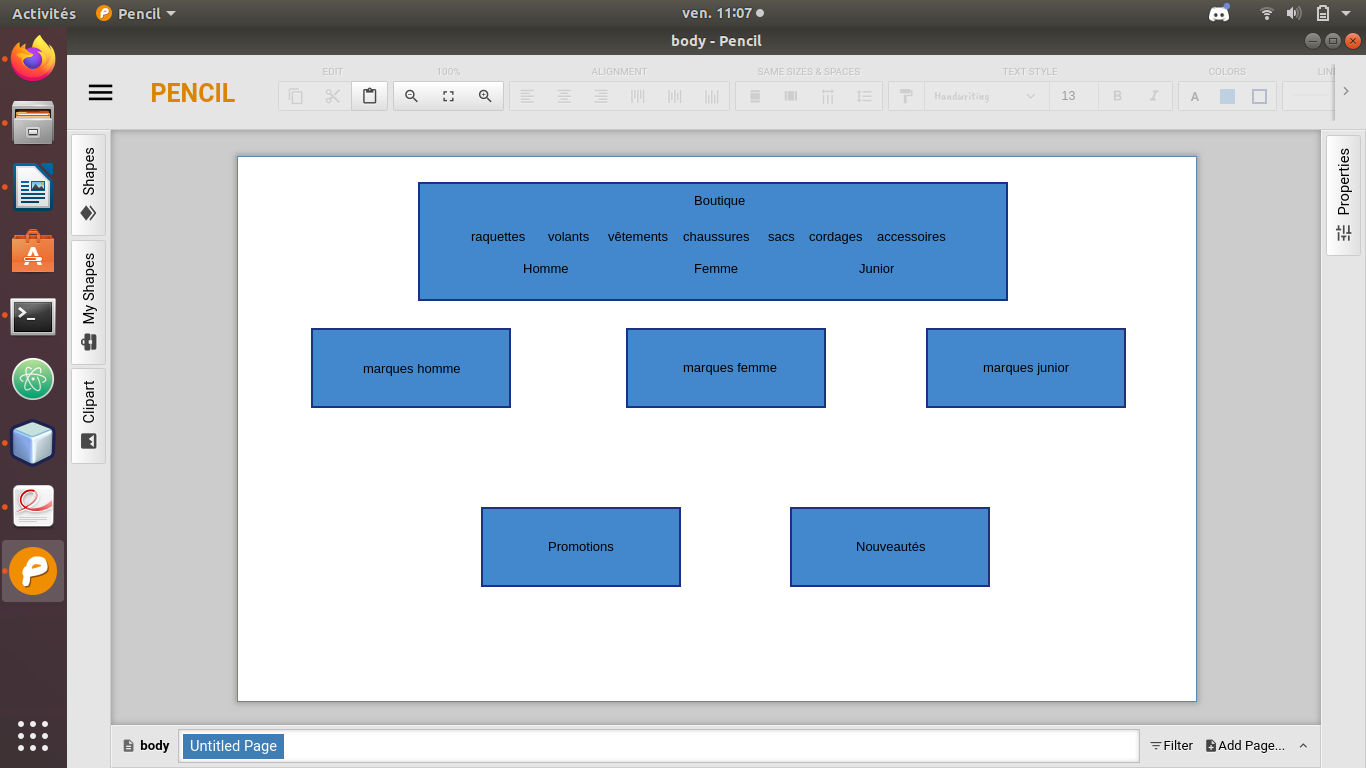 Activités Pencil ven. 11:07
body - Pencil
EDIT 100% ALIGNMENT SAME SIZES & SPACES TEXT STYLE COLORS LINE
PENCIL Handwriting 13 B I A
Shapes
My Shapes
Clipart
Properties
Boutique
raquettes volants vêtements chaussures sacs cordages accessoires
Homme Femme Junior
marques homme marques femme marques junior
Promotions Nouveautés
body Untitled Page Filter Add Page...